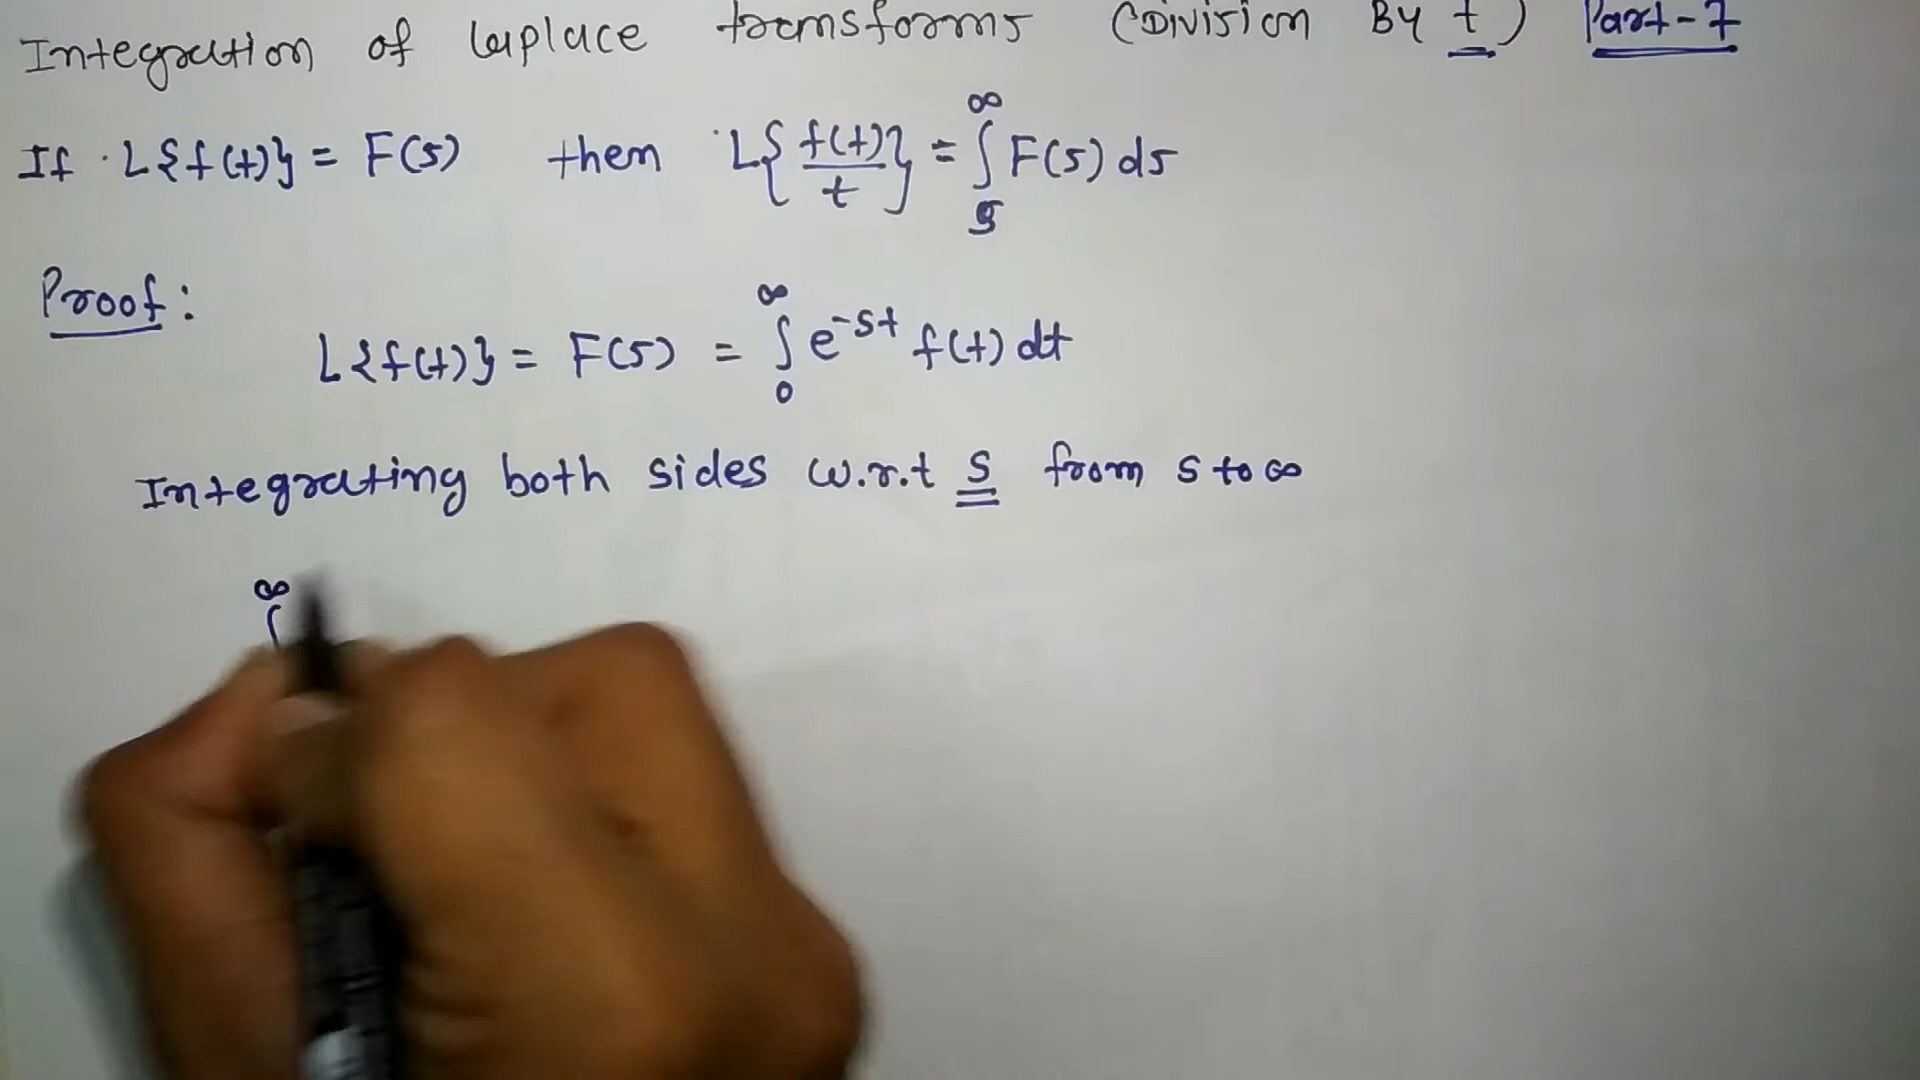 Integration of Laplace transforms (Division By t) Part-7
If L{f(t)} = F(s) then L{f(t)/t} = ∫_s^∞ F(s) ds
Proof:
L{f(t)} = F(s) = ∫_0^∞ e^{-st} f(t) dt
Integrating both sides w.r.t s from s to ∞
∞
∫